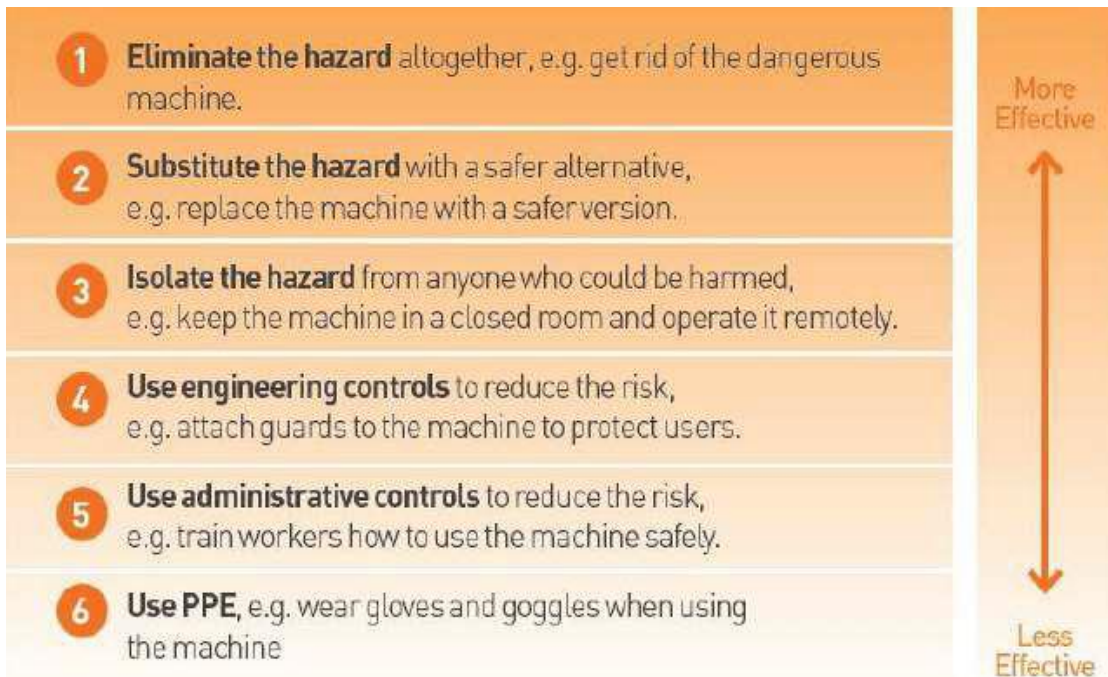 1 Eliminate the hazard altogether, e.g. get rid of the dangerous
machine.
2 Substitute the hazard with a safer alternative,
e.g. replace the machine with a safer version.
3 Isolate the hazard from anyone who could be harmed,
e.g. keep the machine in a closed room and operate it remotely.
4 Use engineering controls to reduce the risk,
e.g. attach guards to the machine to protect users.
5 Use administrative controls to reduce the risk,
e.g. train workers how to use the machine safely.
6 Use PPE, e.g. wear gloves and goggles when using
the machine
More
Effective
Less
Effective